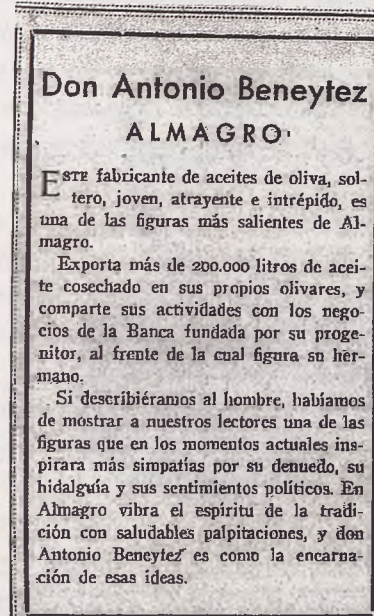 Don Antonio Beneytez
ALMAGRO
ESTE fabricante de aceites de oliva, sol-
tero, joven, atrayente e intrépido, es
una de las figuras más salientes de Al-
magro.
Exporta más de 200.000 litros de acei-
te cosechado en sus propios olivares, y
comparte sus actividades con los nego-
cios de la Banca fundada por su proge-
nitor, al frente de la cual figura su her-
mano.
Si describiéramos al hombre, habíamos
de mostrar a nuestros lectores una de las
figuras que en los momentos actuales ins-
pirara más simpatías por su denuedo, su
hidalguía y sus sentimientos políticos. En
Almagro vibra el espíritu de la tradi-
ción con saludables palpitaciones, y don
Antonio Beneytez es como la encarna-
ción de esas ideas.